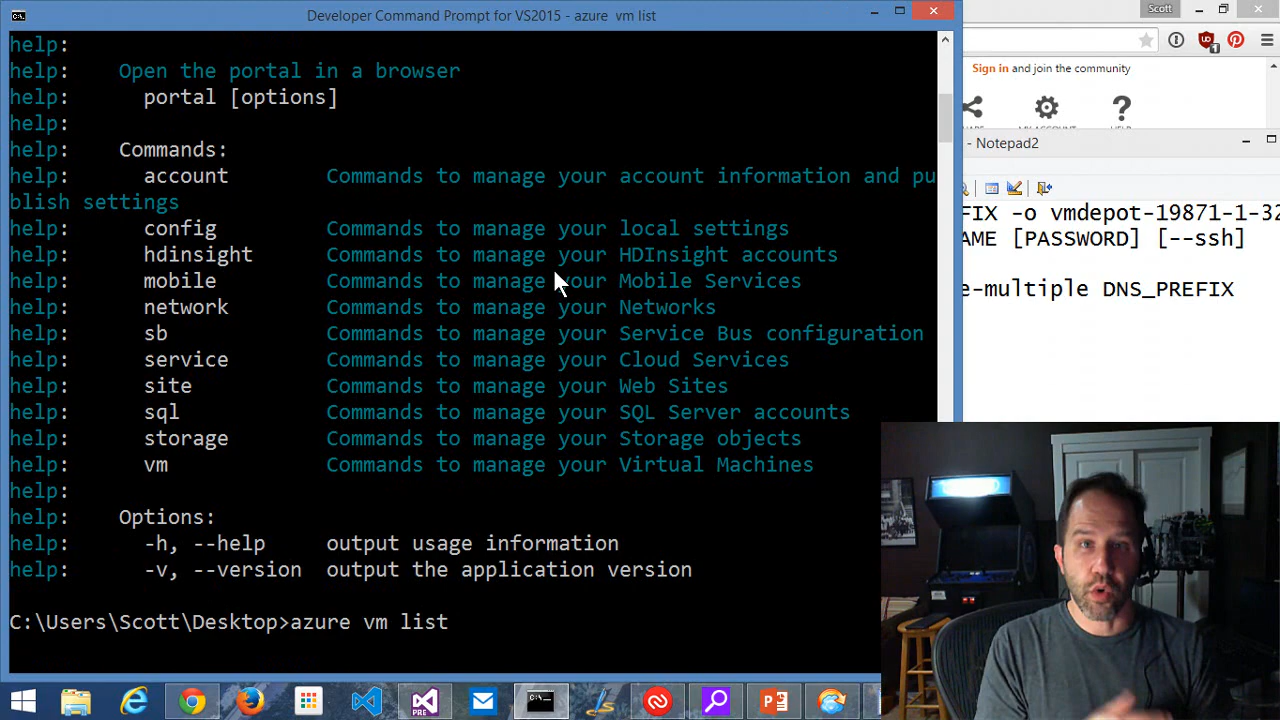 Developer Command Prompt for VS2015 - azure  vm list
help:
help:    Open the portal in a browser
help:      portal [options]
help:
help:    Commands:
help:      account        Commands to manage your account information and pu
blish settings
help:      config         Commands to manage your local settings
help:      hdinsight      Commands to manage your HDInsight accounts
help:      mobile         Commands to manage your Mobile Services
help:      network        Commands to manage your Networks
help:      sb             Commands to manage your Service Bus configuration
help:      service        Commands to manage your Cloud Services
help:      site           Commands to manage your Web Sites
help:      sql            Commands to manage your SQL Server accounts
help:      storage        Commands to manage your Storage objects
help:      vm             Commands to manage your Virtual Machines
help:
help:    Options:
help:      -h, --help     output usage information
help:      -v, --version  output the application version
C:\Users\Scott\Desktop>azure vm list
Scott
Sign in and join the community
- Notepad2
FIX -o vmdepot-19871-1-32
AME [PASSWORD] [--ssh]
e-multiple DNS_PREFIX
PRE